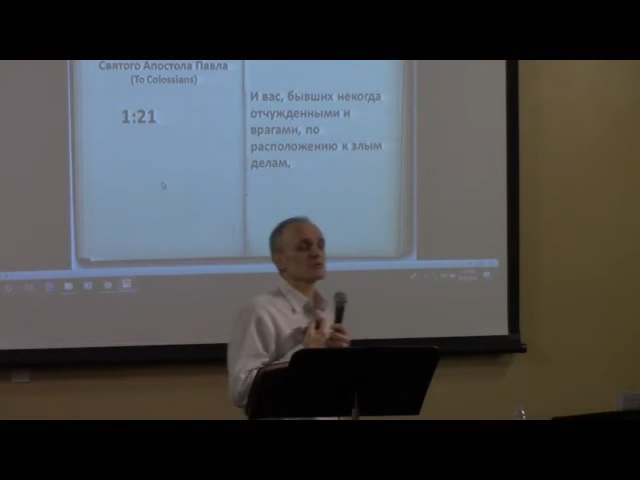 Святого Апостола Павла
(To Colossians)
1:21
И вас, бывших некогда
отчужденными и
врагами, по
расположению к злым
делам,